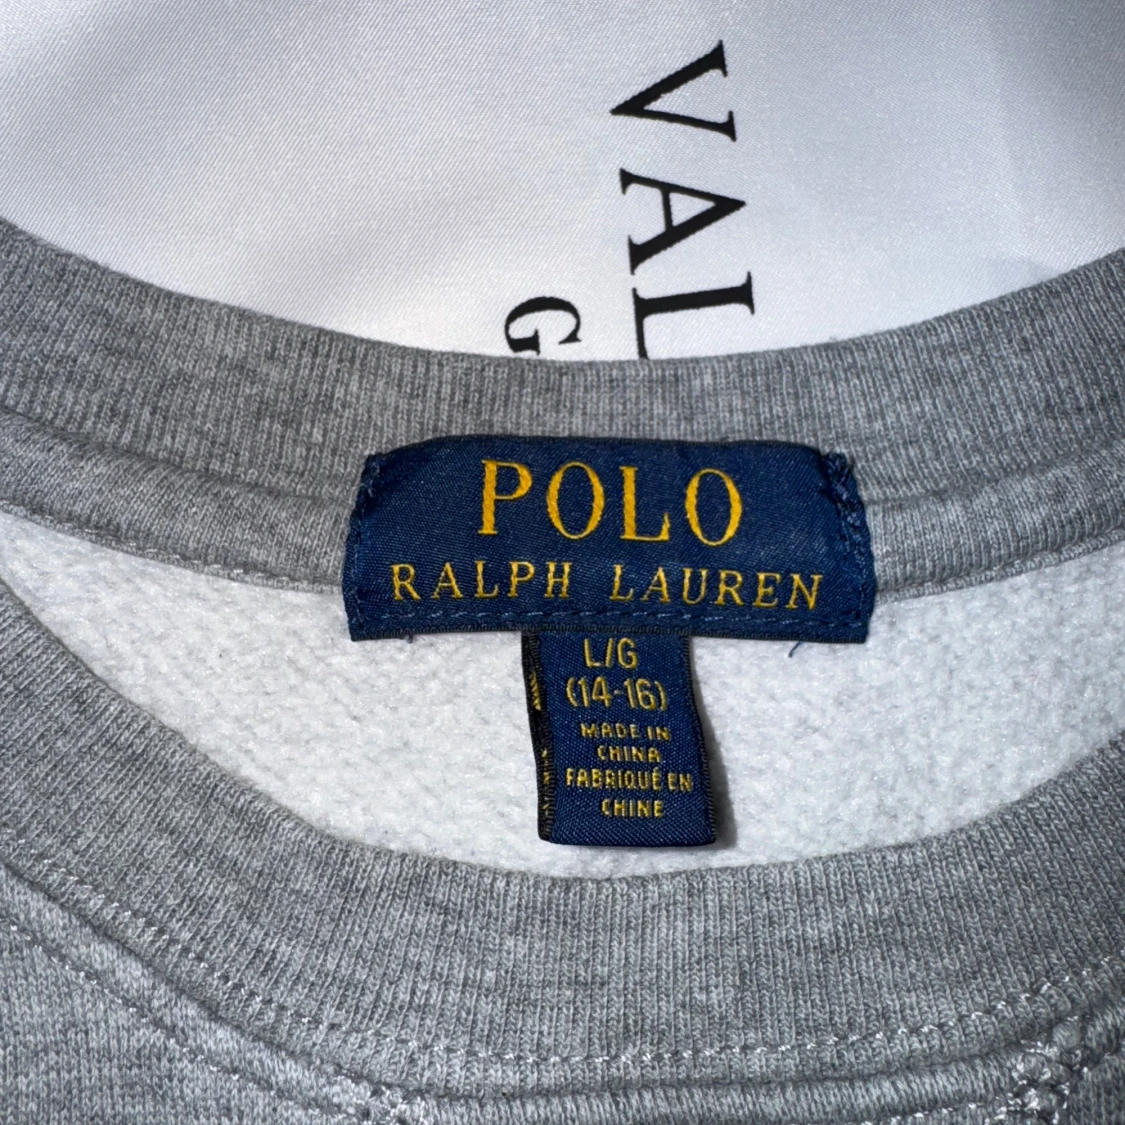 VAL
G
POLO
RALPH LAUREN
L/G
(14-16)
MADE IN
CHINA
FABRIQUÉ EN
CHINE